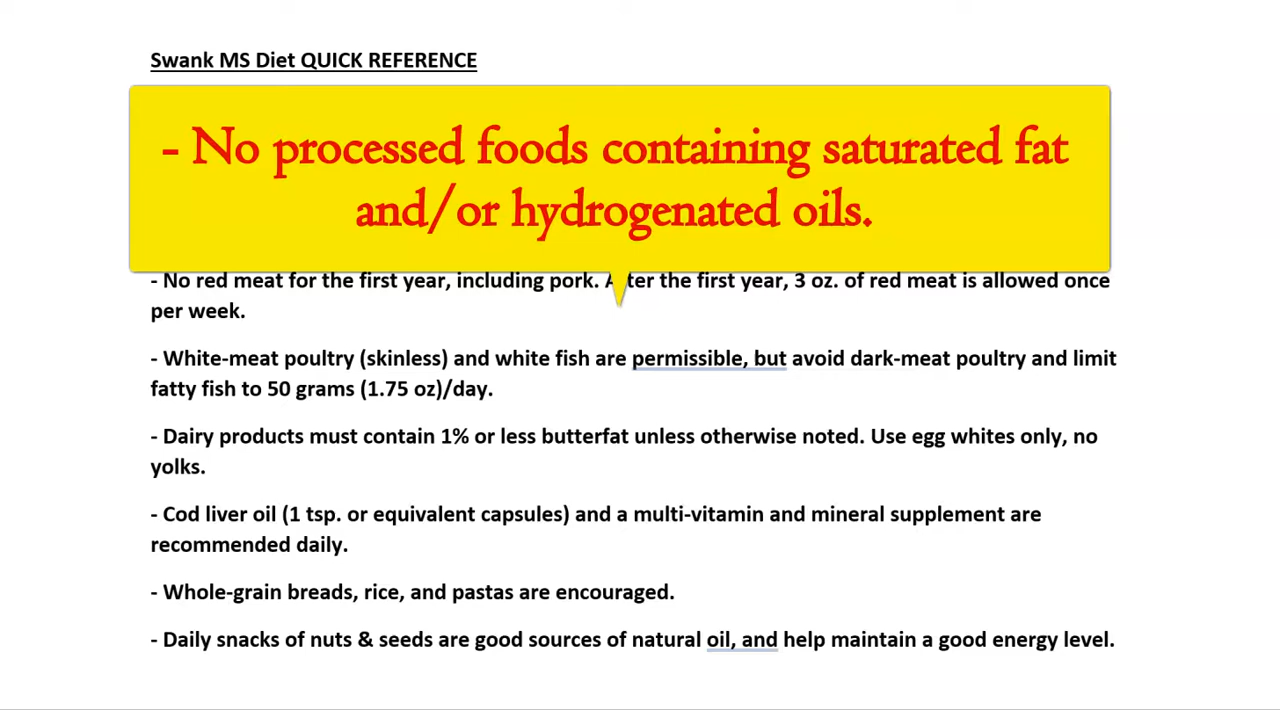 Swank MS Diet QUICK REFERENCE
- No processed foods containing saturated fat
and/or hydrogenated oils.
- No red meat for the first year, including pork. A ter the first year, 3 oz. of red meat is allowed once
per week.
- White-meat poultry (skinless) and white fish are permissible, but avoid dark-meat poultry and limit
fatty fish to 50 grams (1.75 oz)/day.
- Dairy products must contain 1% or less butterfat unless otherwise noted. Use egg whites only, no
yolks.
- Cod liver oil (1 tsp. or equivalent capsules) and a multi-vitamin and mineral supplement are
recommended daily.
- Whole-grain breads, rice, and pastas are encouraged.
- Daily snacks of nuts & seeds are good sources of natural oil, and help maintain a good energy level.